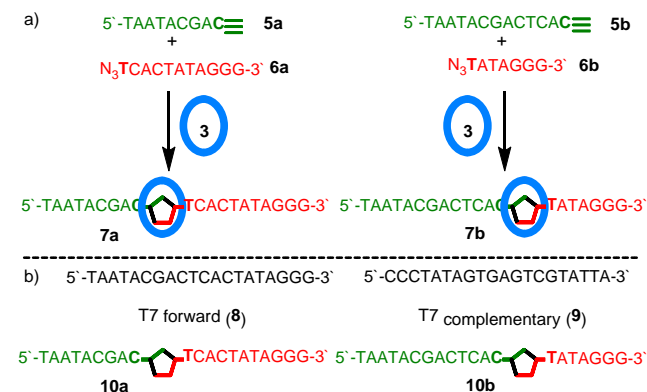 a)
5`-TAATACGAC 5a
+
N3TCACTATAGGG-3` 6a
3
5`-TAATACGAC TCACTATAGGG-3`
7a
5`-TAATACGACTCAC 5b
+
N3TATAGGG-3` 6b
3
5`-TAATACGACTCAC TATAGGG-3`
7b
b)
5`-TAATACGACTCACTATAGGG-3` 5`-CCCTATAGTGAGTCGTATTA-3`
T7 forward (8) T7 complementary (9)
5`-TAATACGAC TCACTATAGGG-3` 5`-TAATACGACTCAC TATAGGG-3`
10a 10b